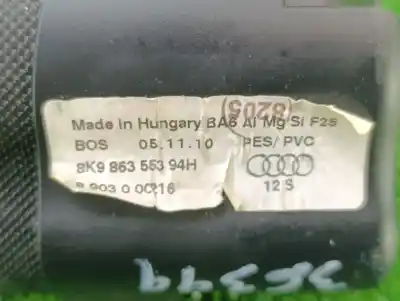 (8205)
Made in Hungary BA6 Al Mg Si F25
BOS 05.11.10 PES/ PVC
8K9 863 553 94H
12 S